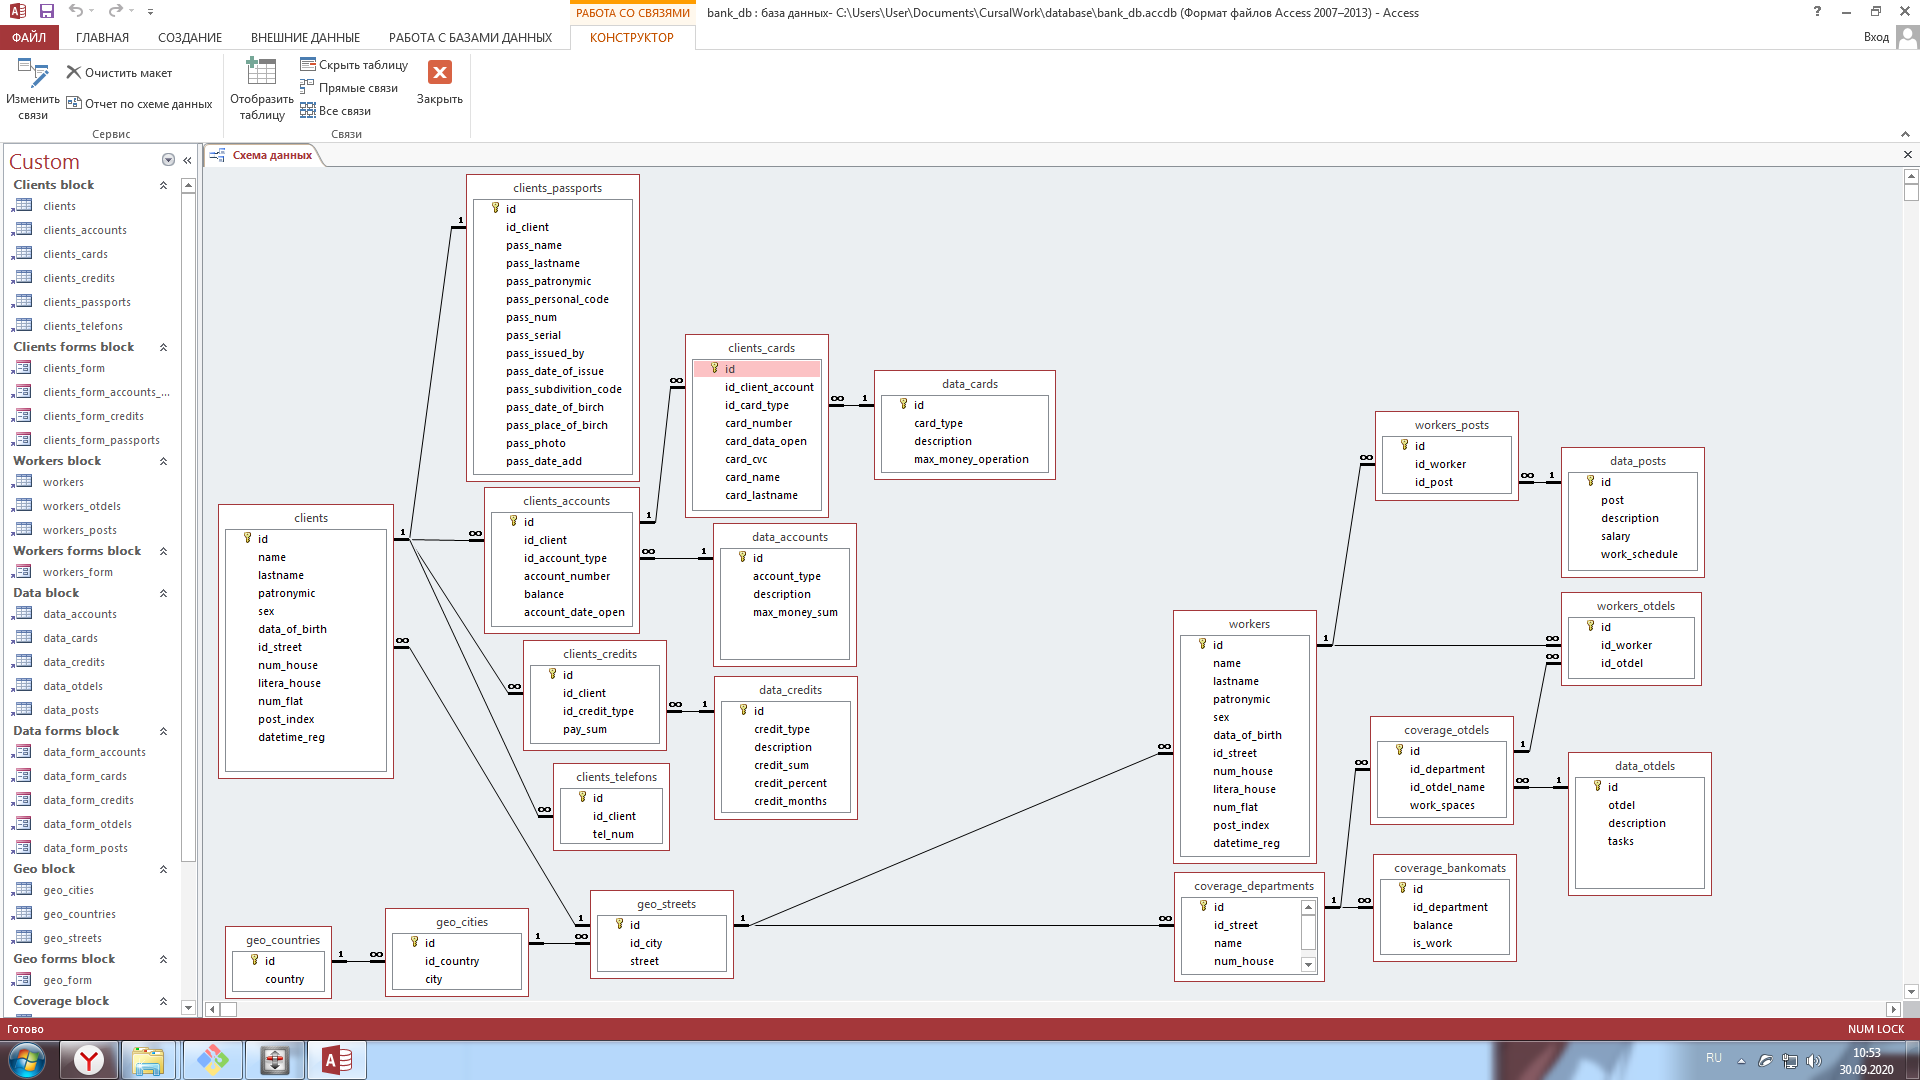 РАБОТА СО СВЯЗЯМИ
bank_db : база данных- C:\Users\User\Documents\CursalWork\database\bank_db.accdb (Формат файлов Access 2007–2013) - Access
ФАЙЛ
ГЛАВНАЯ
СОЗДАНИЕ
ВНЕШНИЕ ДАННЫЕ
РАБОТА С БАЗАМИ ДАННЫХ
КОНСТРУКТОР
Вход
Изменить связи
Очистить макет
Отчет по схеме данных
Сервис
Отобразить таблицу
Скрыть таблицу
Прямые связи
Все связи
Закрыть
Связи
Custom
Clients block
clients
clients_accounts
clients_cards
clients_credits
clients_passports
clients_telefons
Clients forms block
clients_form
clients_form_accounts_...
clients_form_credits
clients_form_passports
Workers block
workers
workers_otdels
workers_posts
Workers forms block
workers_form
Data block
data_accounts
data_cards
data_credits
data_otdels
data_posts
Data forms block
data_form_accounts
data_form_cards
data_form_credits
data_form_otdels
data_form_posts
Geo block
geo_cities
geo_countries
geo_streets
Geo forms block
geo_form
Coverage block
Схема данных
clients_passports
id
id_client
pass_name
pass_lastname
pass_patronymic
pass_personal_code
pass_num
pass_serial
pass_issued_by
pass_date_of_issue
pass_subdivition_code
pass_date_of_birch
pass_place_of_birch
pass_photo
pass_date_add
clients_cards
id
id_client_account
id_card_type
card_number
card_data_open
card_cvc
card_name
card_lastname
data_cards
id
card_type
description
max_money_operation
clients
id
name
lastname
patronymic
sex
data_of_birth
id_street
num_house
litera_house
num_flat
post_index
datetime_reg
clients_accounts
id
id_client
id_account_type
account_number
balance
account_date_open
data_accounts
id
account_type
description
max_money_sum
clients_credits
id
id_client
id_credit_type
pay_sum
data_credits
id
credit_type
description
credit_sum
credit_percent
credit_months
clients_telefons
id
id_client
tel_num
geo_countries
id
country
geo_cities
id
id_country
city
geo_streets
id
id_city
street
workers
id
name
lastname
patronymic
sex
data_of_birth
id_street
num_house
litera_house
num_flat
post_index
datetime_reg
workers_posts
id
id_worker
id_post
data_posts
id
post
description
salary
work_schedule
workers_otdels
id
id_worker
id_otdel
coverage_otdels
id
id_department
id_otdel_name
work_spaces
data_otdels
id
otdel
description
tasks
coverage_departments
id
id_street
name
num_house
coverage_bankomats
id
id_department
balance
is_work
Готово
NUM LOCK
RU
10:53
30.09.2020